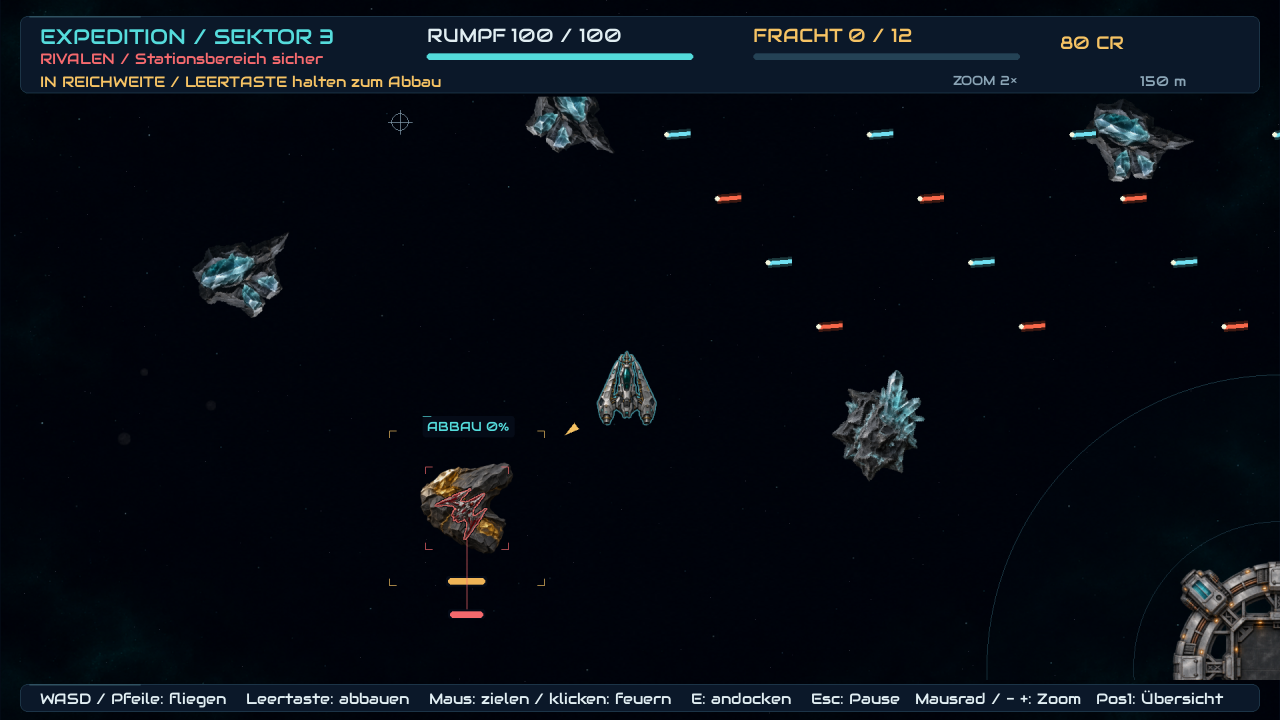 EXPEDITION / SEKTOR 3
RUMPF 100 / 100
FRACHT 0 / 12
80 CR
RIVALEN / Stationsbereich sicher
IN REICHWEITE / LEERTASTE halten zum Abbau
ZOOM 2×
150 m
ABBAU 0%
WASD / Pfeile: fliegen Leertaste: abbauen Maus: zielen / klicken: feuern E: andocken Esc: Pause Mausrad / - +: Zoom Pos1: Übersicht